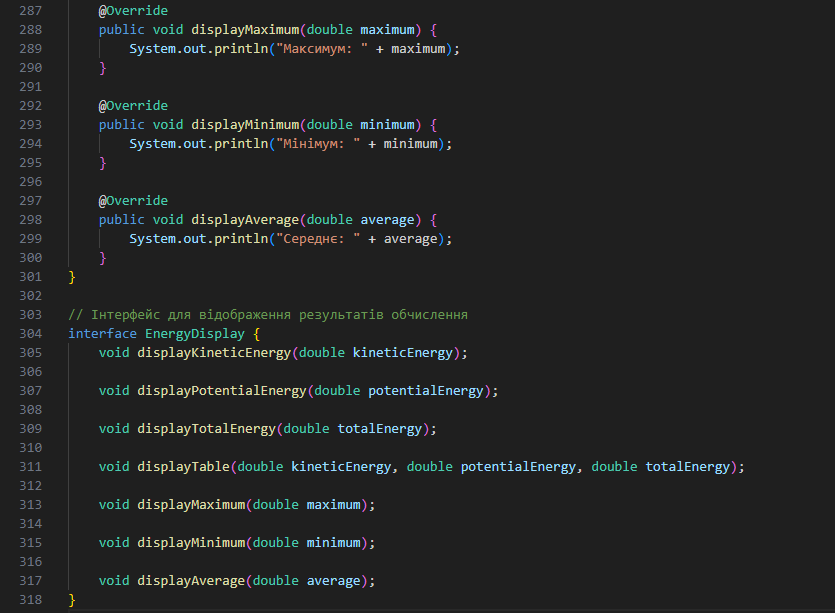 287 @Override
288 public void displayMaximum(double maximum) {
289 System.out.println("Максимум: " + maximum);
290 }
291
292 @Override
293 public void displayMinimum(double minimum) {
294 System.out.println("Мінімум: " + minimum);
295 }
296
297 @Override
298 public void displayAverage(double average) {
299 System.out.println("Середнє: " + average);
300 }
301 }
302
303 // Інтерфейс для відображення результатів обчислення
304 interface EnergyDisplay {
305 void displayKineticEnergy(double kineticEnergy);
306
307 void displayPotentialEnergy(double potentialEnergy);
308
309 void displayTotalEnergy(double totalEnergy);
310
311 void displayTable(double kineticEnergy, double potentialEnergy, double totalEnergy);
312
313 void displayMaximum(double maximum);
314
315 void displayMinimum(double minimum);
316
317 void displayAverage(double average);
318 }